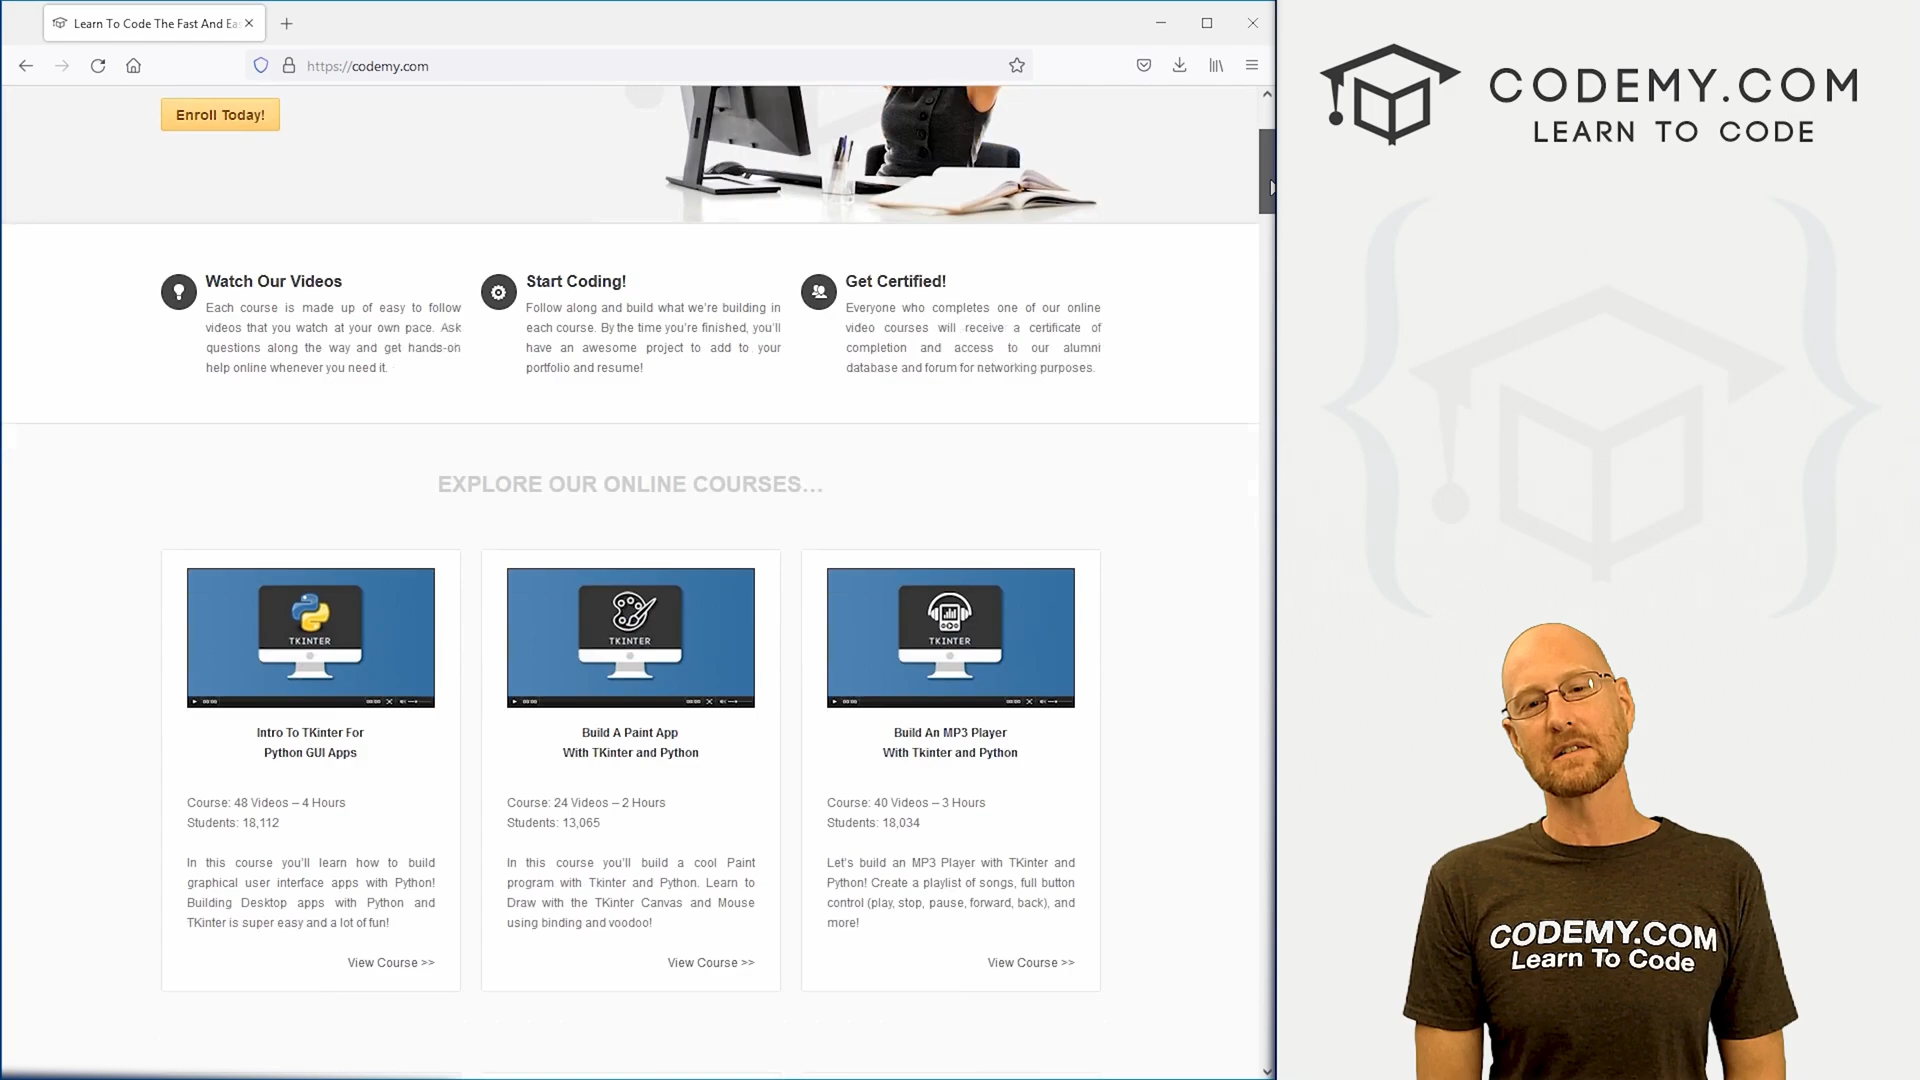 Learn To Code The Fast And Ea
https://codemy.com
Enroll Today!
Watch Our Videos
Each course is made up of easy to follow
videos that you watch at your own pace. Ask
questions along the way and get hands-on
help online whenever you need it.
Start Coding!
Follow along and build what we're building in
each course. By the time you're finished, you'll
have an awesome project to add to your
portfolio and resume!
Get Certified!
Everyone who completes one of our online
video courses will receive a certificate of
completion and access to our alumni
database and forum for networking purposes.
EXPLORE OUR ONLINE COURSES...
TKINTER
Intro To TKinter For
Python GUI Apps
Course: 48 Videos – 4 Hours
Students: 18,112
In this course you'll learn how to build
graphical user interface apps with Python!
Building Desktop apps with Python and
TKinter is super easy and a lot of fun!
View Course >>
TKINTER
Build A Paint App
With TKinter and Python
Course: 24 Videos – 2 Hours
Students: 13,065
In this course you'll build a cool Paint
program with Tkinter and Python. Learn to
Draw with the TKinter Canvas and Mouse
using binding and voodoo!
View Course >>
TKINTER
Build An MP3 Player
With Tkinter and Python
Course: 40 Videos – 3 Hours
Students: 18,034
Let's build an MP3 Player with TKinter and
Python! Create a playlist of songs, full button
control (play, stop, pause, forward, back), and
more!
View Course >>
CODEMY.COM
LEARN TO CODE
CODEMY.COM
Learn To Code